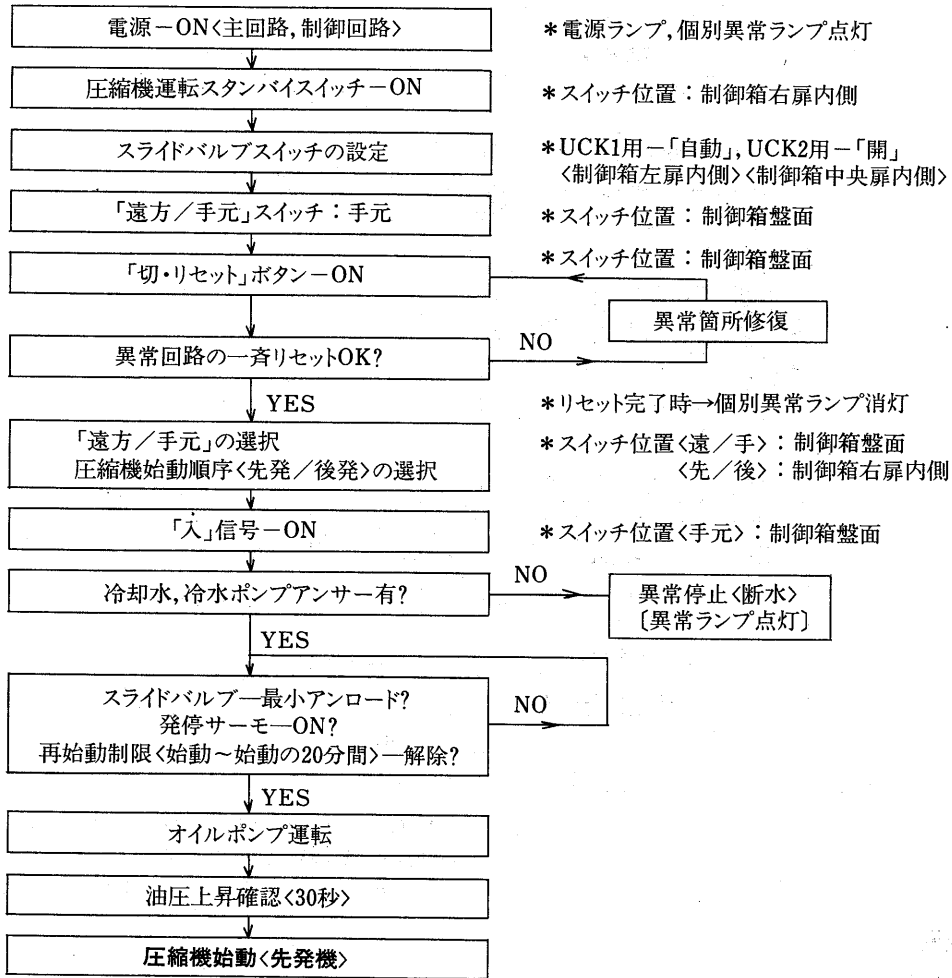 電源－ON〈主回路,制御回路〉
＊電源ランプ,個別異常ランプ点灯
圧縮機運転スタンバイスイッチ－ON
＊スイッチ位置：制御箱右扉内側
スライドバルブスイッチの設定
＊UCK1用－「自動」,UCK2用－「開」
〈制御箱左扉内側〉〈制御箱中央扉内側〉
「遠方／手元」スイッチ：手元
＊スイッチ位置：制御箱盤面
「切・リセット」ボタン－ON
＊スイッチ位置：制御箱盤面
異常箇所修復
異常回路の一斉リセットOK?
NO
YES
＊リセット完了時→個別異常ランプ消灯
「遠方／手元」の選択
圧縮機始動順序〈先発／後発〉の選択
＊スイッチ位置〈遠／手〉：制御箱盤面
〈先／後〉：制御箱右扉内側
「入」信号－ON
＊スイッチ位置〈手元〉：制御箱盤面
冷却水,冷水ポンプアンサー有?
NO
異常停止〈断水〉
〔異常ランプ点灯〕
YES
スライドバルブ―最小アンロード?
発停サーモ―ON?
再始動制限〈始動～始動の20分間〉―解除?
NO
YES
オイルポンプ運転
油圧上昇確認〈30秒〉
圧縮機始動〈先発機〉